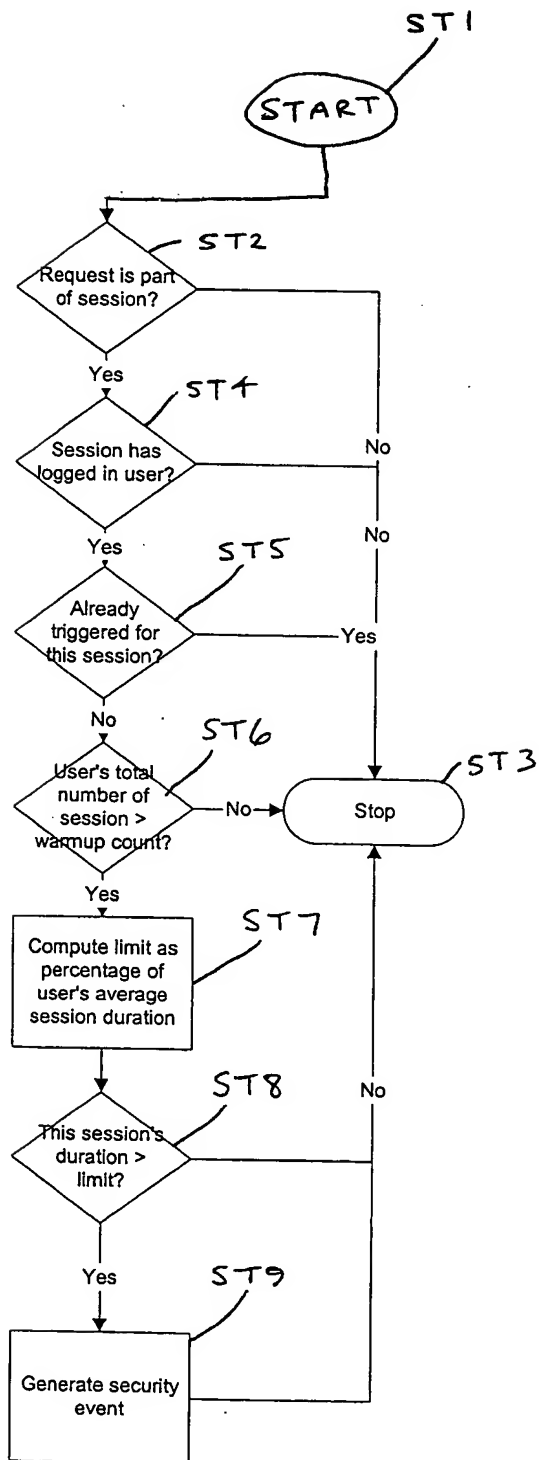 ST1
START
ST2
Request is part
of session?
Yes
ST4
No
Session has
logged in user?
No
Yes
ST5
Already
triggered for
this session?
Yes
No
ST6
User's total
number of
session >
warmup count?
No
ST3
Stop
Yes
ST7
Compute limit as
percentage of
user's average
session duration
ST8
No
This session's
duration >
limit?
Yes
ST9
Generate security
event